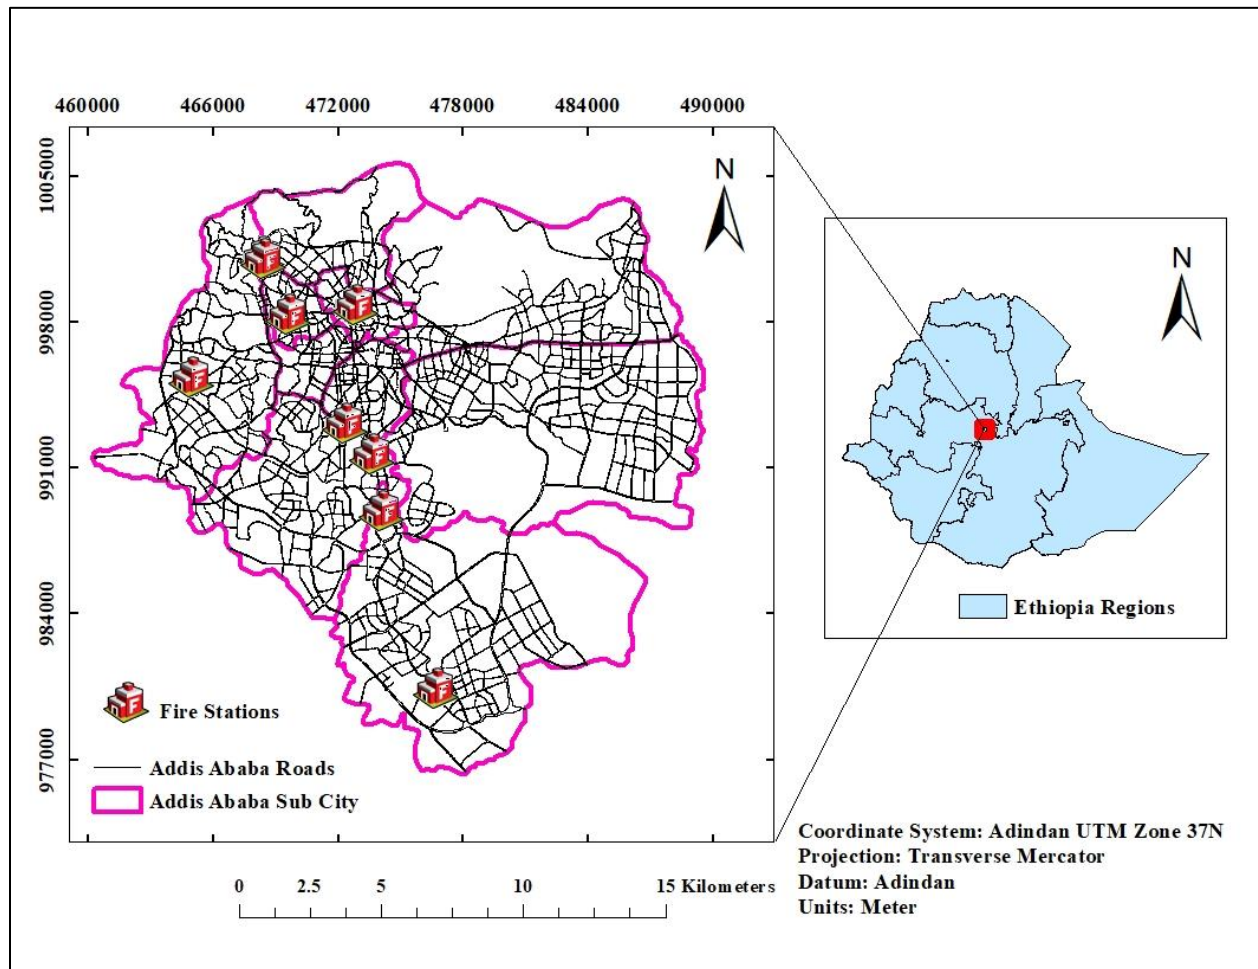 460000 466000 472000 478000 484000 490000
1005000
998000
991000
984000
977000
N
F
F
F
F
F
F
F
F
F
Fire Stations
Addis Ababa Roads
Addis Ababa Sub City
N
Ethiopia Regions
0 2.5 5 10 15 Kilometers
Coordinate System: Adindan UTM Zone 37N
Projection: Transverse Mercator
Datum: Adindan
Units: Meter